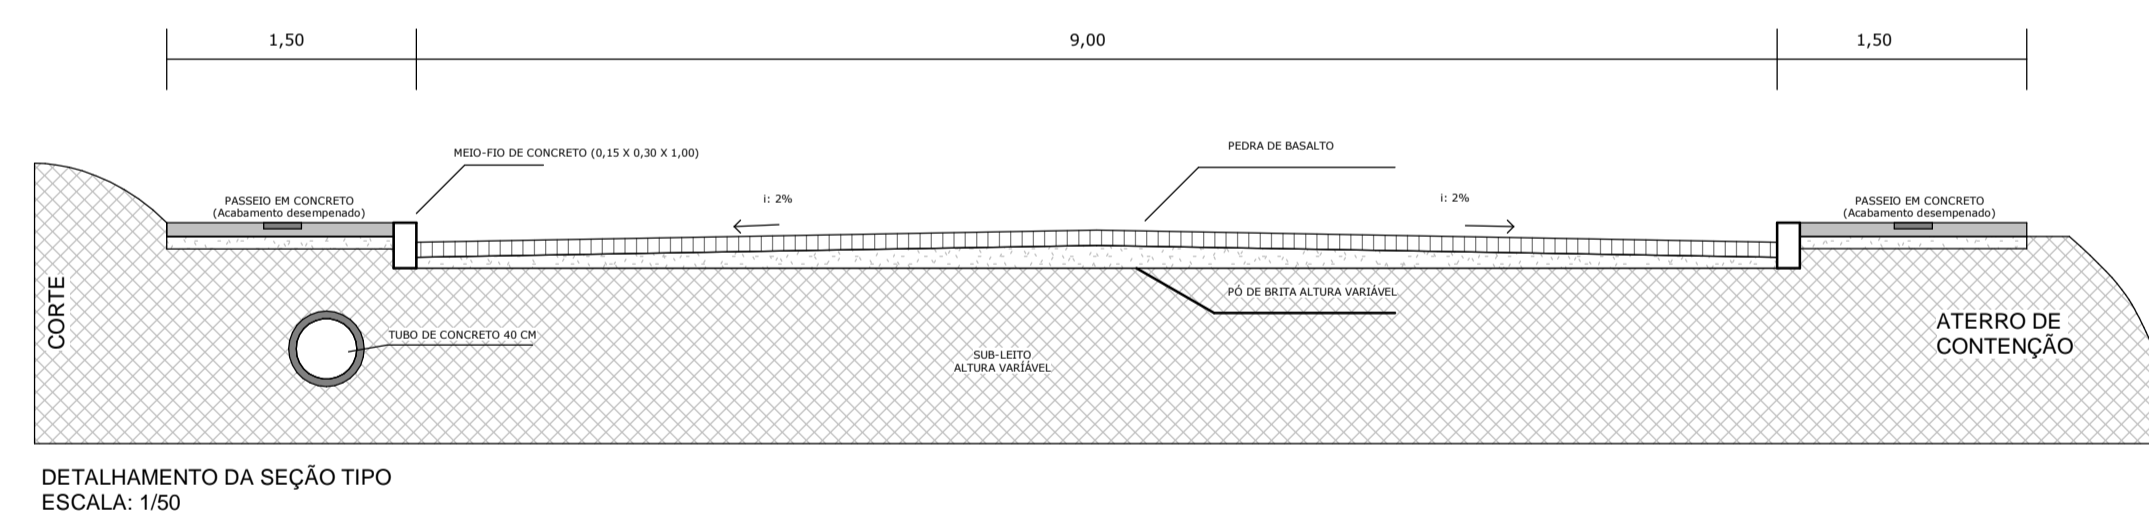 1,50
9,00
1,50
MEIO-FIO DE CONCRETO (0,15 X 0,30 X 1,00)
PEDRA DE BASALTO
PASSEIO EM CONCRETO
(Acabamento desempenado)
i: 2%
i: 2%
PASSEIO EM CONCRETO
(Acabamento desempenado)
CORTE
PÓ DE BRITA ALTURA VARIÁVEL
TUBO DE CONCRETO 40 CM
SUB-LEITO
ALTURA VARÍÁVEL
ATERRO DE
CONTENÇÃO
DETALHAMENTO DA SEÇÃO TIPO
ESCALA: 1/50